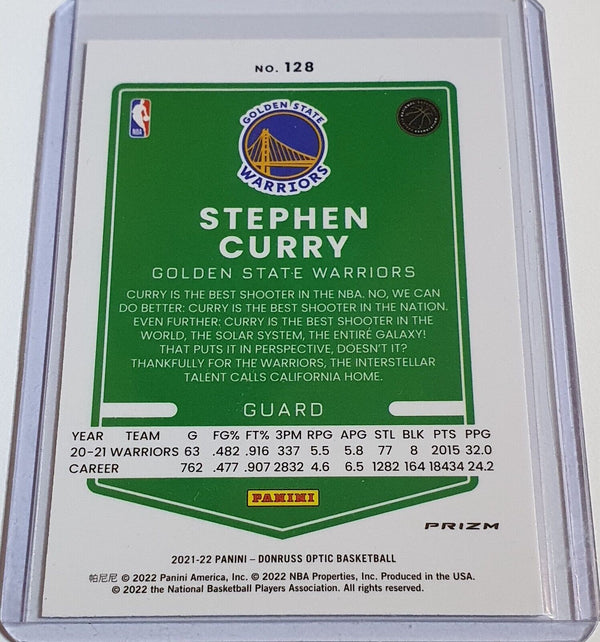 NO. 128
NBA
GOLDEN STATE
WARRIORS
STEPHEN
CURRY
GOLDEN STATE WARRIORS
CURRY IS THE BEST SHOOTER IN THE NBA. NO, WE CAN
DO BETTER: CURRY IS THE BEST SHOOTER IN THE NATION.
EVEN FURTHER: CURRY IS THE BEST SHOOTER IN THE
WORLD, THE SOLAR SYSTEM, THE ENTIRE GALAXY!
THAT PUTS IT IN PERSPECTIVE, DOESN'T IT?
THANKFULLY FOR THE WARRIORS, THE INTERSTELLAR
TALENT CALLS CALIFORNIA HOME.
GUARD
YEAR TEAM G FG% FT% 3PM RPG APG STL BLK PTS PPG
20-21 WARRIORS 63 .482 .916 337 5.5 5.8 77 8 2015 32.0
CAREER 762 .477 .907 2832 4.6 6.5 1282 164 18434 24.2
PANINI
PRIZM
2021-22 PANINI – DONRUSS OPTIC BASKETBALL
帕尼尼 © 2022 Panini America, Inc. © 2022 NBA Properties, Inc. Produced in the USA.
© 2022 the National Basketball Players Association. All rights reserved.